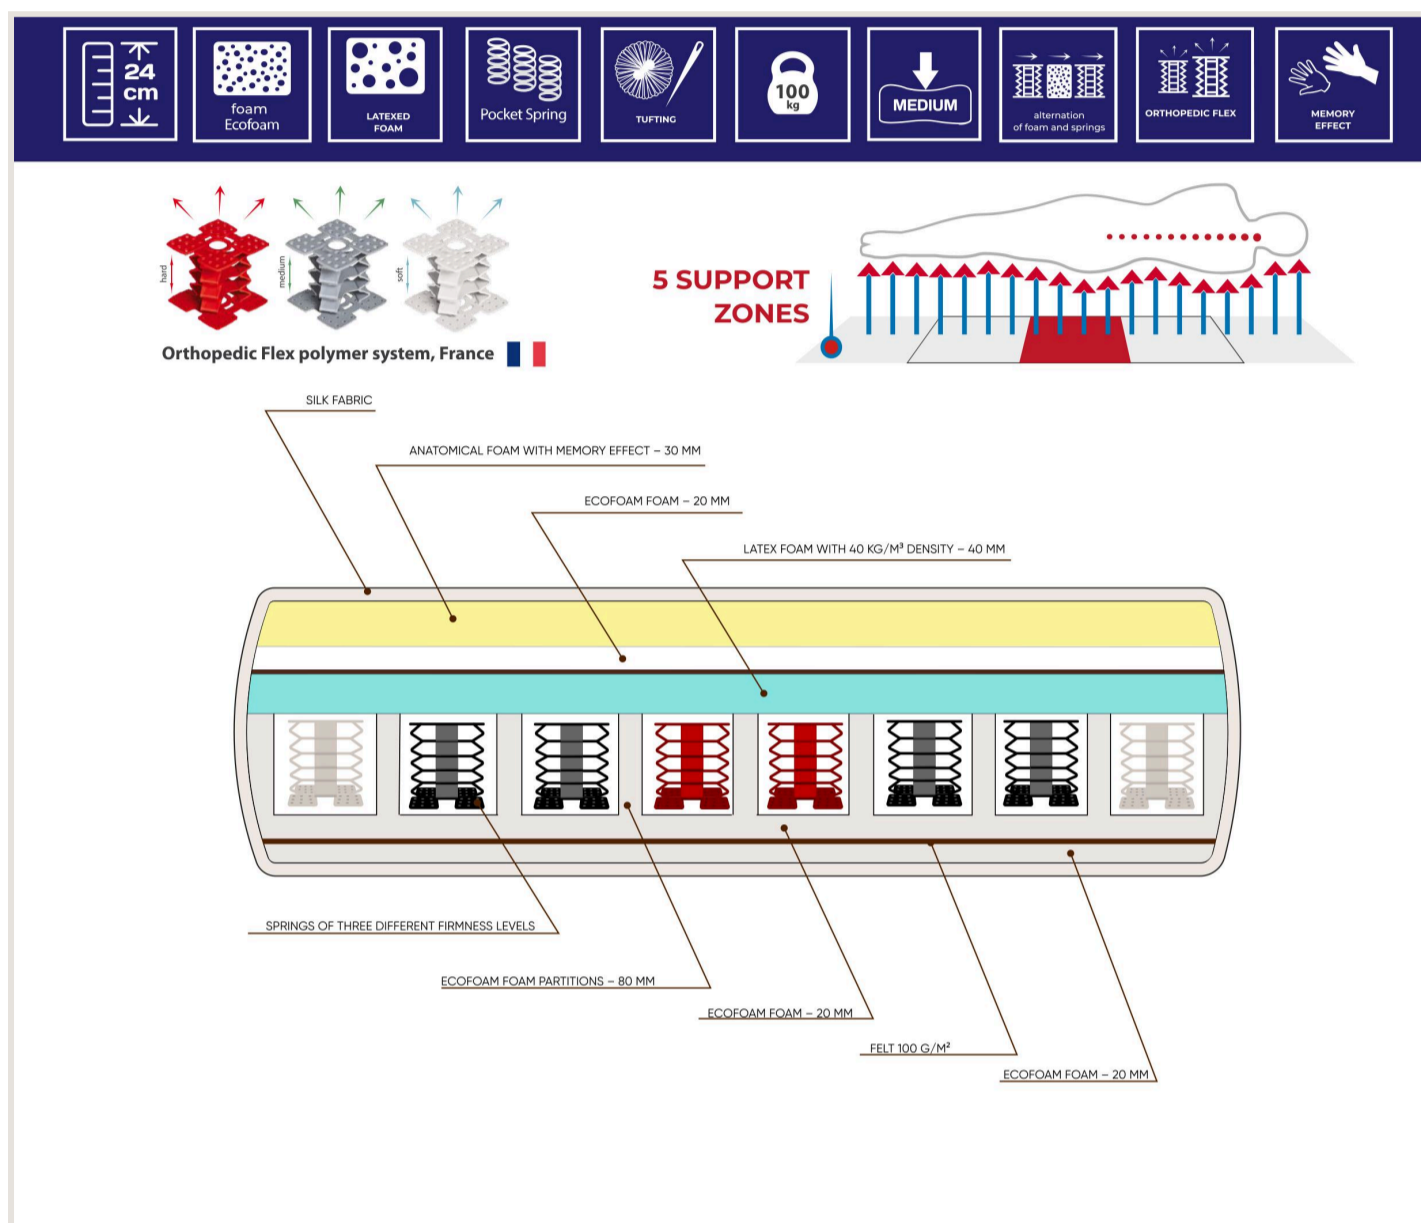 24
cm
foam
Ecofoam
LATEXED
FOAM
Pocket Spring
TUFTING
100
kg
MEDIUM
alternation
of foam and springs
ORTHOPEDIC FLEX
MEMORY
EFFECT
hard
medium
soft
Orthopedic Flex polymer system, France
5 SUPPORT
ZONES
SILK FABRIC
ANATOMICAL FOAM WITH MEMORY EFFECT – 30 MM
ECOFOAM FOAM – 20 MM
LATEX FOAM WITH 40 KG/M³ DENSITY – 40 MM
SPRINGS OF THREE DIFFERENT FIRMNESS LEVELS
ECOFOAM FOAM PARTITIONS – 80 MM
ECOFOAM FOAM – 20 MM
FELT 100 G/M²
ECOFOAM FOAM – 20 MM